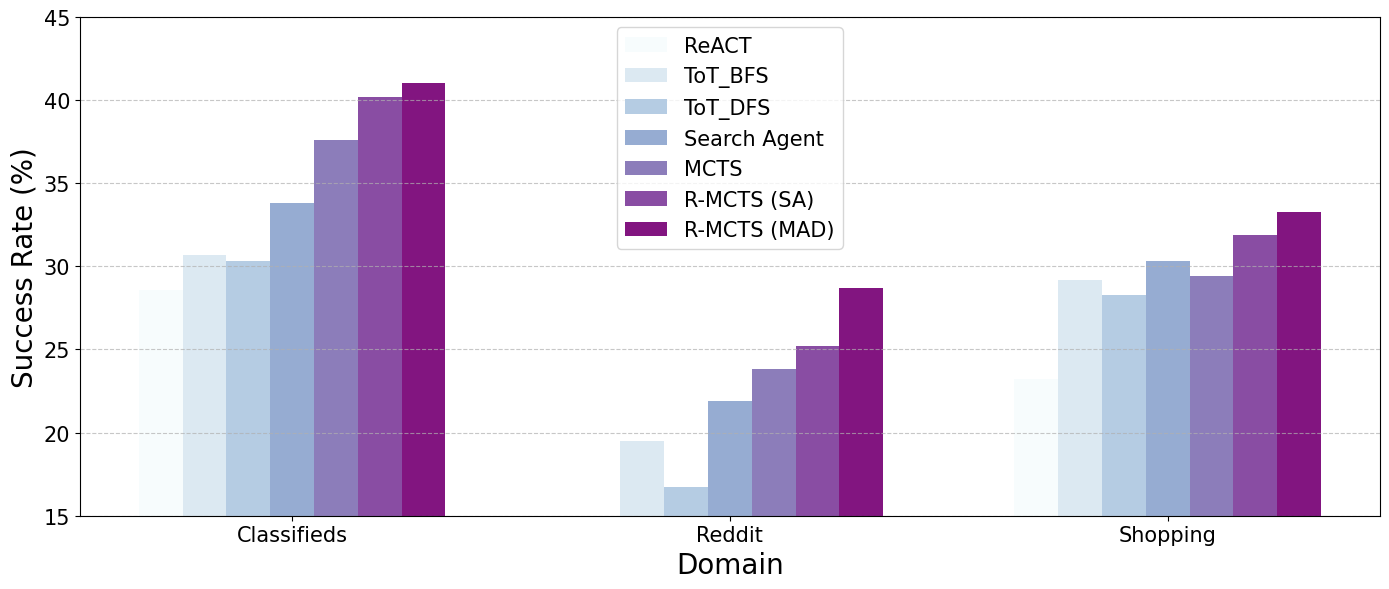 45
40
35
30
25
20
15
Success Rate (%)
ReACT
ToT_BFS
ToT_DFS
Search Agent
MCTS
R-MCTS (SA)
R-MCTS (MAD)
Classifieds
Reddit
Shopping
Domain